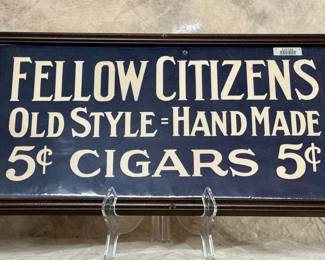 FELLOW CITIZENS
OLD STYLE = HAND MADE
5¢ CIGARS 5¢